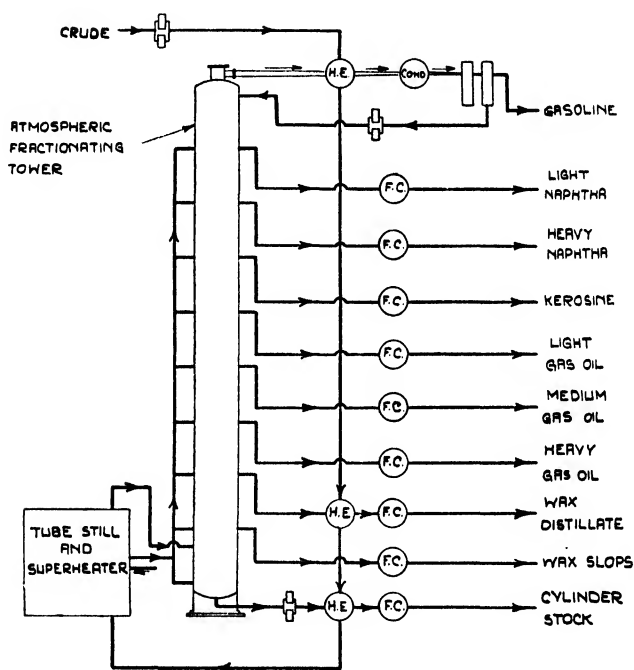 CRUDE
H.E.
COND
GASOLINE
ATMOSPHERIC
FRACTIONATING
TOWER
F.C.
LIGHT
NAPHTHA
F.C.
HEAVY
NAPHTHA
F.C.
KEROSINE
F.C.
LIGHT
GAS OIL
F.C.
MEDIUM
GAS OIL
F.C.
HEAVY
GAS OIL
H.E
F.C.
WAX
DISTILLATE
TUBE STILL
AND
SUPERHEATER
F.C.
WAX SLOPS
H.E
F.C.
CYLINDER
STOCK